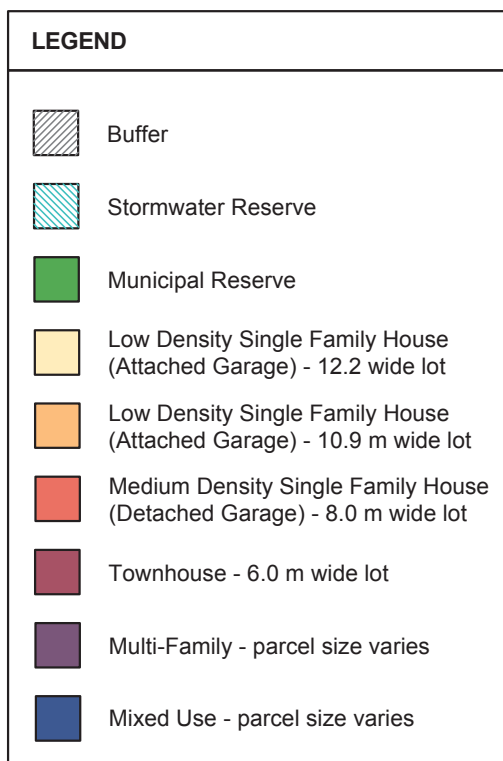 LEGEND
Buffer
Stormwater Reserve
Municipal Reserve
Low Density Single Family House
(Attached Garage) - 12.2 wide lot
Low Density Single Family House
(Attached Garage) - 10.9 m wide lot
Medium Density Single Family House
(Detached Garage) - 8.0 m wide lot
Townhouse - 6.0 m wide lot
Multi-Family - parcel size varies
Mixed Use - parcel size varies